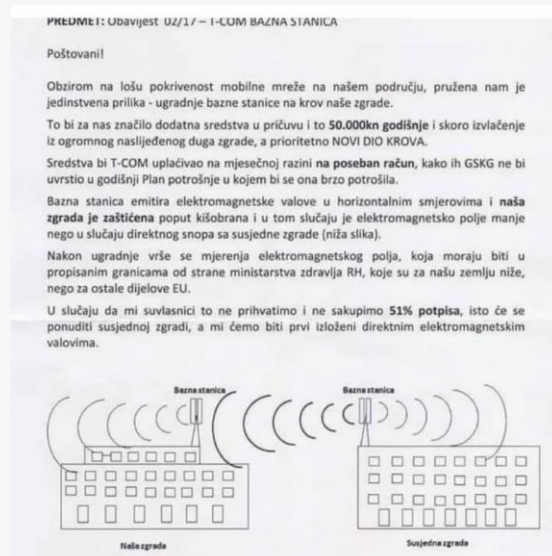 PREDMET: Obavijest 02/17 – T-COM BAZNA STANICA
Poštovani!
Obzirom na lošu pokrivenost mobilne mreže na našem području, pružena nam je
jedinstvena prilika - ugradnje bazne stanice na krov naše zgrade.
To bi za nas značilo dodatna sredstva u pričuvu i to 50.000kn godišnje i skoro izvlačenje
iz ogromnog naslijeđenog duga zgrade, a prioritetno NOVI DIO KROVA.
Sredstva bi T-COM uplaćivao na mjesečnoj razini na poseban račun, kako ih GSKG ne bi
uvrstio u godišnji Plan potrošnje u kojem bi se ona brzo potrošila.
Bazna stanica emitira elektromagnetske valove u horizontalnim smjerovima i naša
zgrada je zaštićena poput kišobrana i u tom slučaju je elektromagnetsko polje manje
nego u slučaju direktnog snopa sa susjedne zgrade (niža slika).
Nakon ugradnje vrše se mjerenja elektromagnetskog polja, koja moraju biti u
propisanim granicama od strane ministarstva zdravlja RH, koje su za našu zemlju niže,
nego za ostale dijelove EU.
U slučaju da mi suvlasnici to ne prihvatimo i ne sakupimo 51% potpisa, isto će se
ponuditi susjednoj zgradi, a mi ćemo biti prvi izloženi direktnim elektromagnetskim
valovima.
Bazna stanica
Bazna stanica
Naša zgrada
Susjedna zgrada